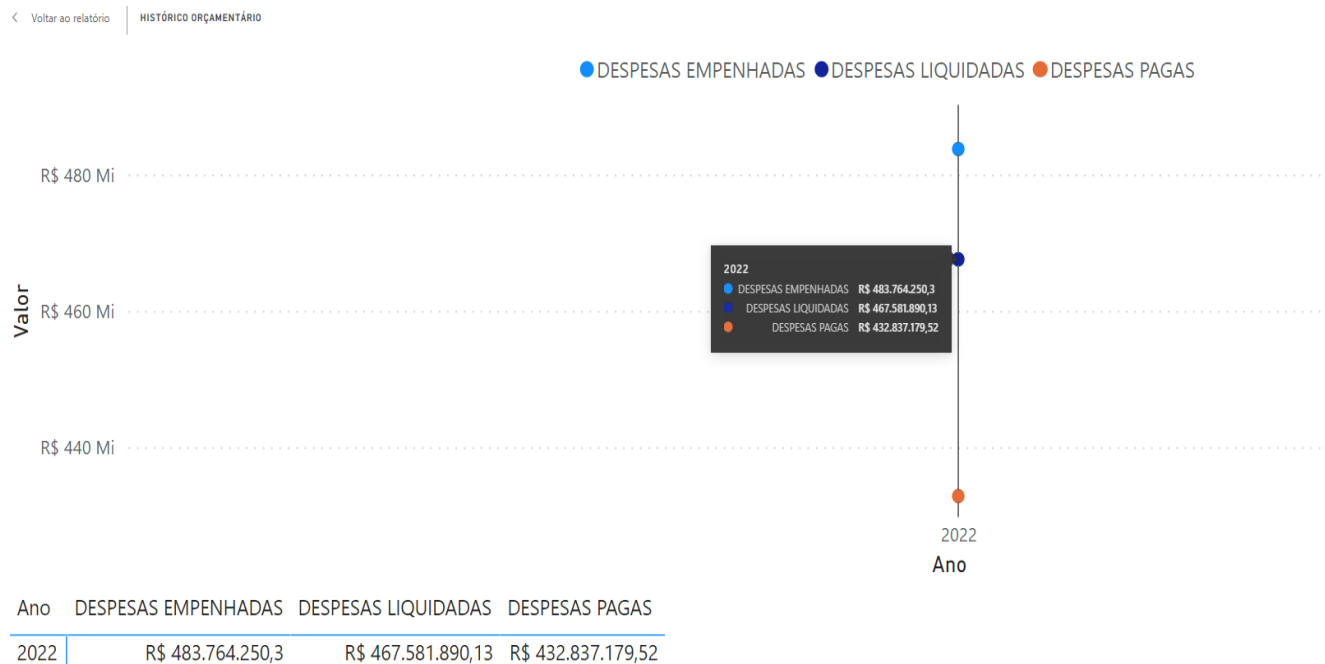 Voltar ao relatório HISTÓRICO ORÇAMENTÁRIO
DESPESAS EMPENHADAS DESPESAS LIQUIDADAS DESPESAS PAGAS
R$ 480 Mi
R$ 460 Mi
R$ 440 Mi
Valor
2022
DESPESAS EMPENHADAS R$ 483.764.250,3
DESPESAS LIQUIDADAS R$ 467.581.890,13
DESPESAS PAGAS R$ 432.837.179,52
2022
Ano
Ano DESPESAS EMPENHADAS DESPESAS LIQUIDADAS DESPESAS PAGAS
2022 R$ 483.764.250,3 R$ 467.581.890,13 R$ 432.837.179,52